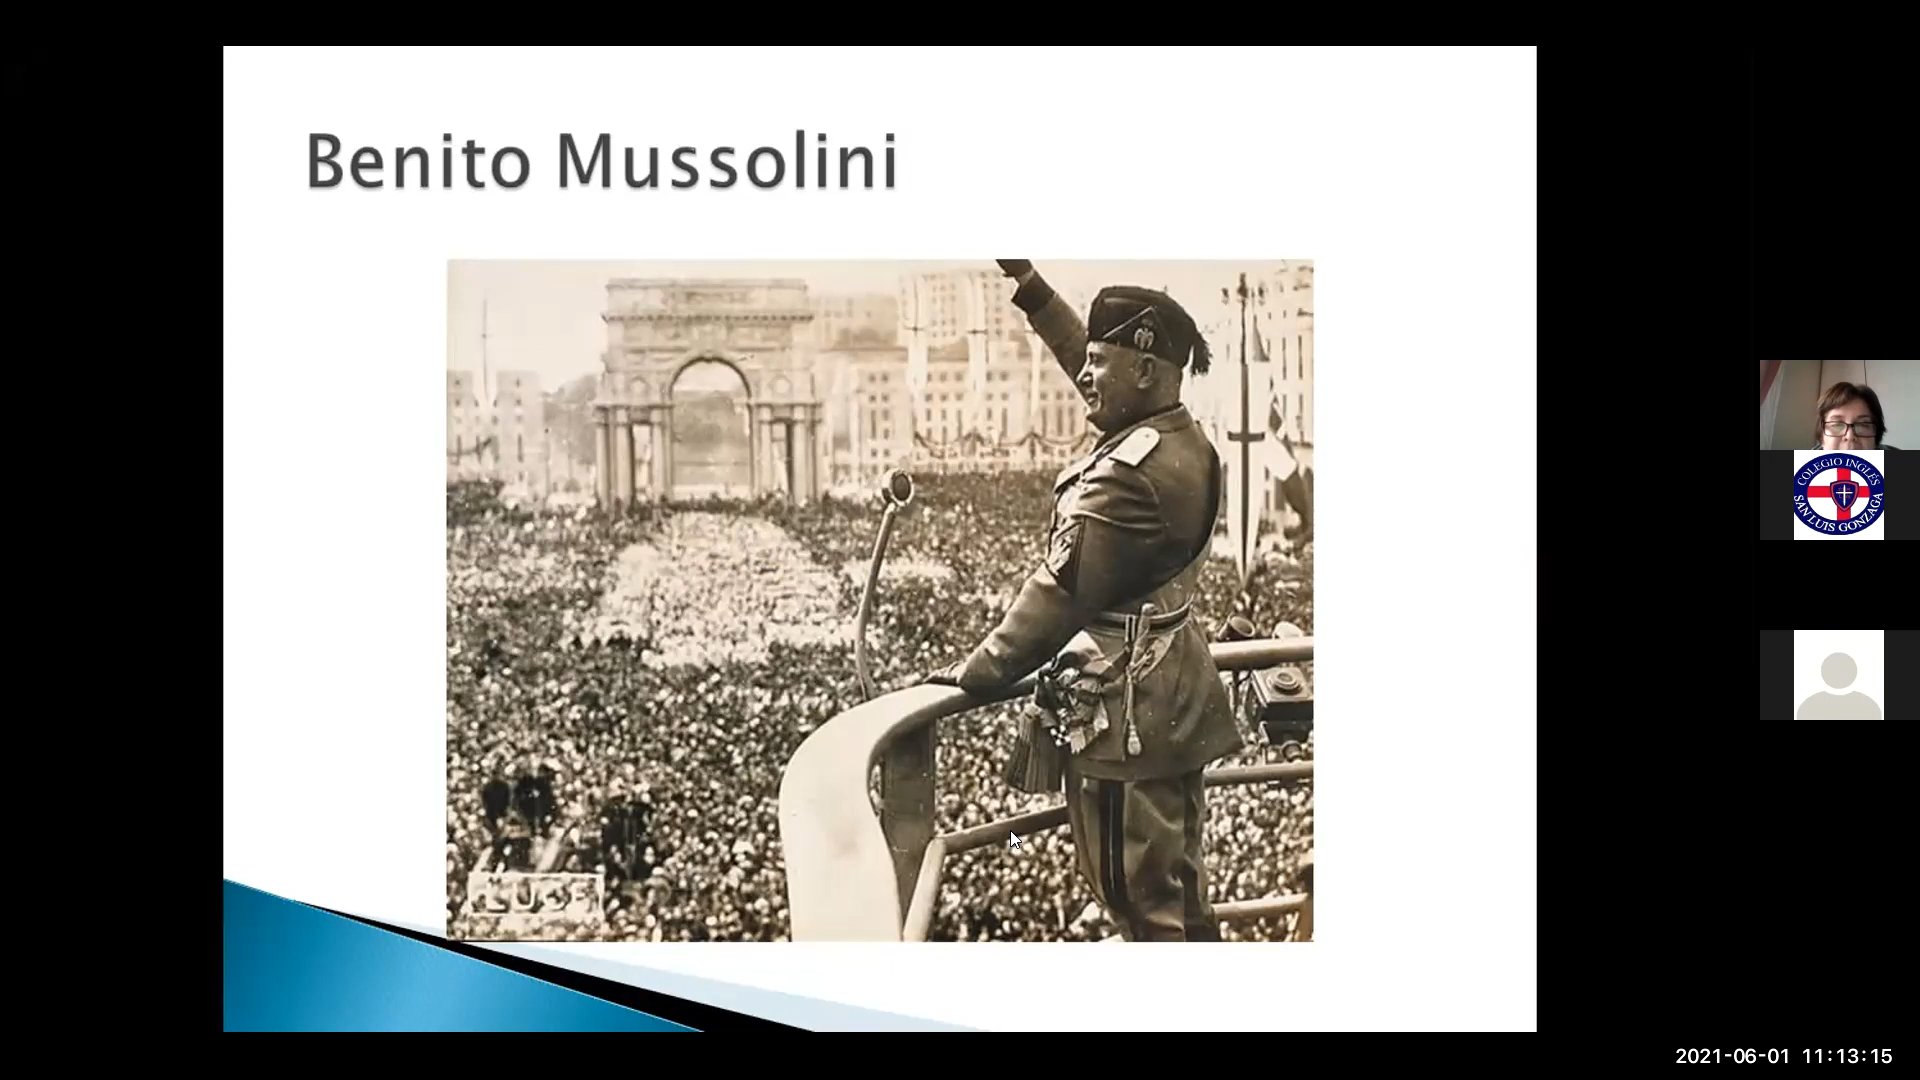 Benito Mussolini
COLEGIO INGLÉS
SAN LUIS GONZAGA
2021-06-01 11:13:15